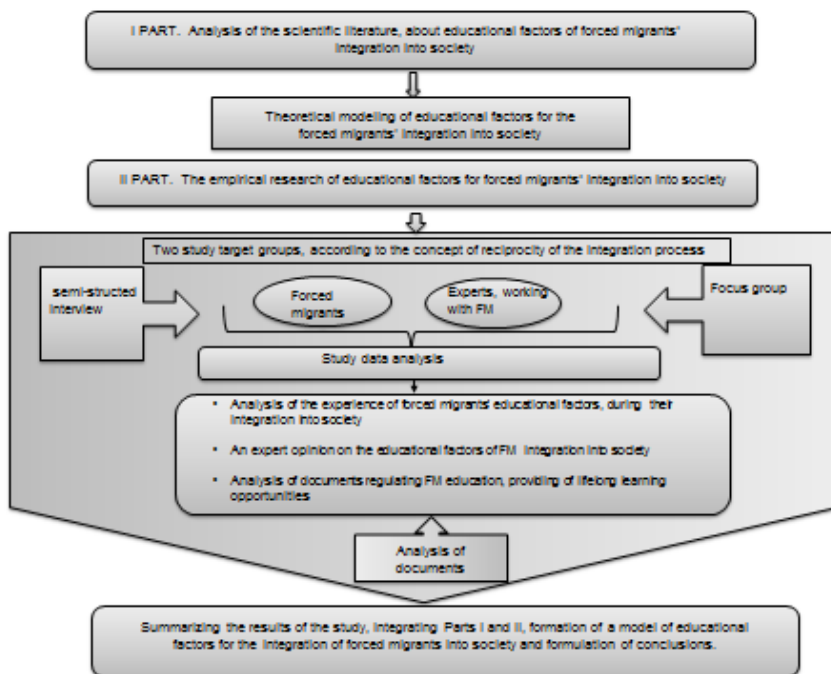 I PART. Analysis of the scientific literature, about educational factors of forced migrants'
integration into society
Theoretical modelling of educational factors for the
forced migrants' integration into society
II PART. The empirical research of educational factors for forced migrants' integration into society
Two study target groups, according to the concept of reciprocity of the integration process
semi-structed
interview
Forced
migrants
Experts, working
with FM
Focus group
Study data analysis
• Analysis of the experience of forced migrants' educational factors, during their
integration into society
• An expert opinion on the educational factors of FM integration into society
• Analysis of documents regulating FM education, providing of lifelong learning
opportunities
Analysis of
documents
Summarizing the results of the study, integrating Parts I and II, formation of a model of educational
factors for the integration of forced migrants into society and formulation of conclusions.